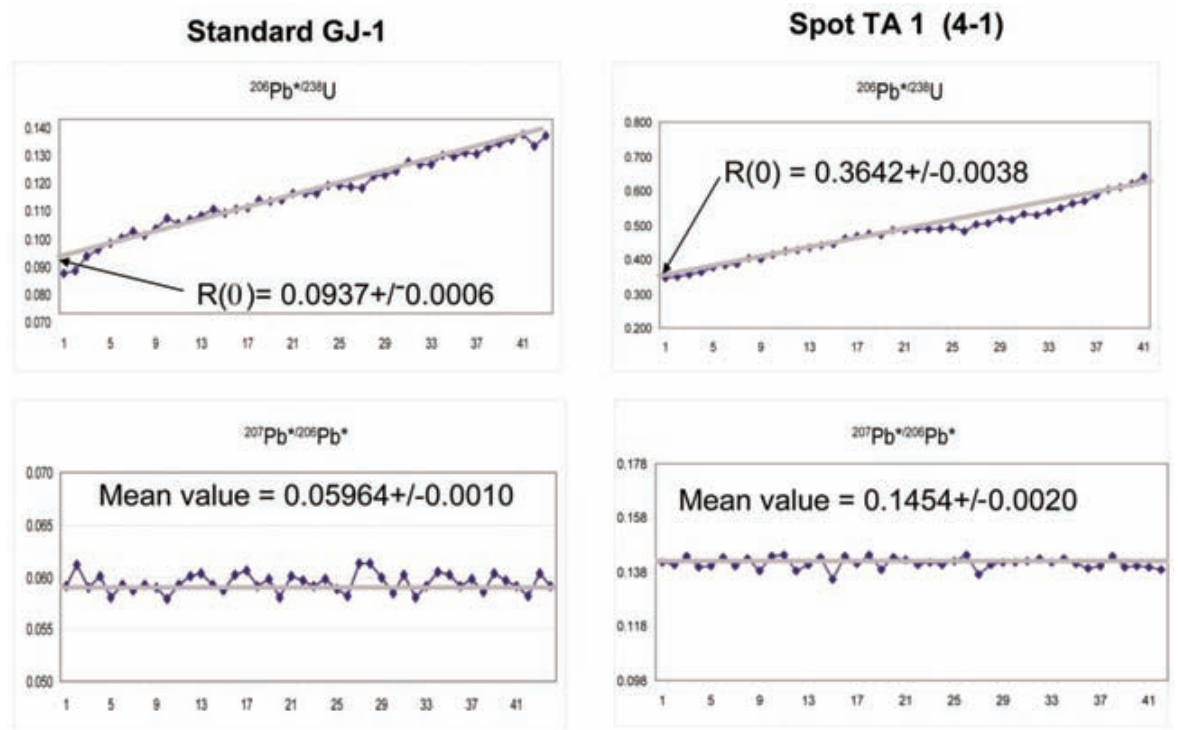 Standard GJ-1
Spot TA 1 (4-1)
206Pb*/238U
0.140
0.130
0.120
0.110
0.100
0.090
0.080
0.070
R(0)= 0.0937+/-0.0006
1 5 9 13 17 21 25 29 33 37 41
206Pb*/238U
0.800
0.700
0.600
0.500
0.400
0.300
0.200
R(0) = 0.3642+/-0.0038
1 5 9 13 17 21 25 29 33 37 41
207Pb*/206Pb*
0.070
0.065
0.060
0.055
0.050
Mean value = 0.05964+/-0.0010
1 5 9 13 17 21 25 29 33 37 41
207Pb*/206Pb*
0.178
0.158
0.138
0.118
0.098
Mean value = 0.1454+/-0.0020
1 5 9 13 17 21 25 29 33 37 41